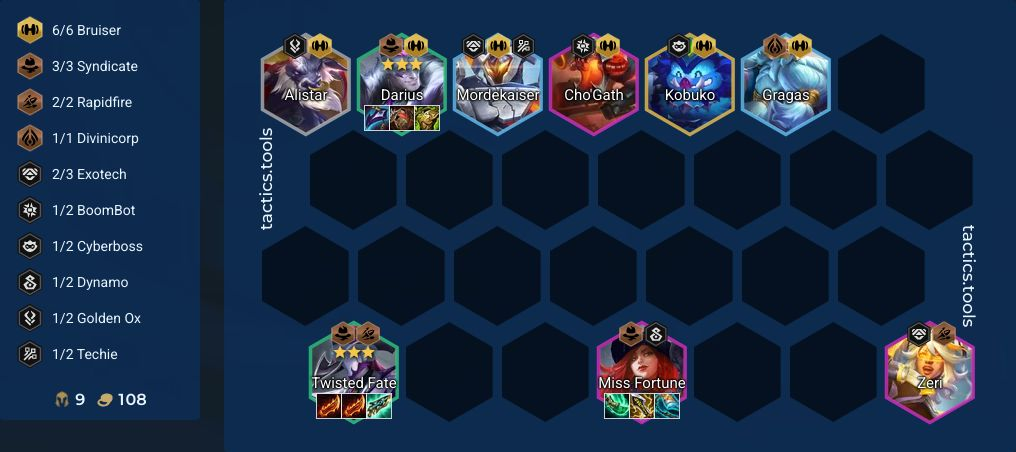 6/6 Bruiser
3/3 Syndicate
2/2 Rapidfire
1/1 Divinicorp
2/3 Exotech
1/2 BoomBot
1/2 Cyberboss
1/2 Dynamo
1/2 Golden Ox
1/2 Techie
9 108
Alistar Darius Mordekaiser Cho'Gath Kobuko Gragas
tactics.tools
tactics.tools
Twisted Fate Miss Fortune Zeri